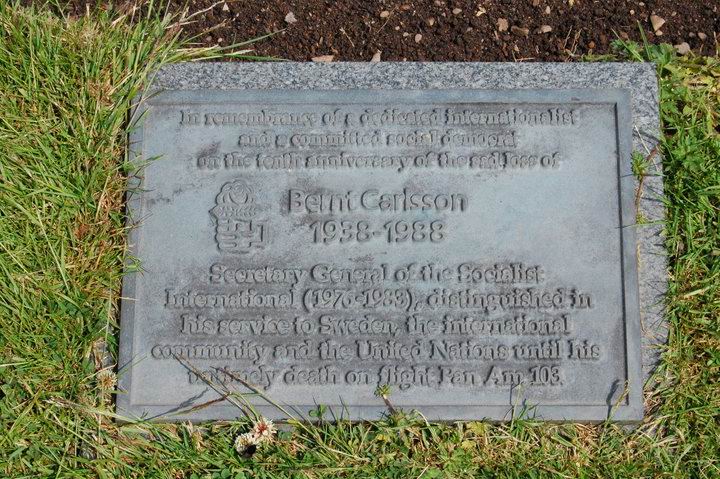 In remembrance of a dedicated internationalist
and a committed social democrat
on the tenth anniversary of the sad loss of
Bernt Carlsson
1938-1988
Secretary General of the Socialist
International (1976-1983), distinguished in
his service to Sweden, the international
community and the United Nations until his
untimely death on flight Pan Am 103.